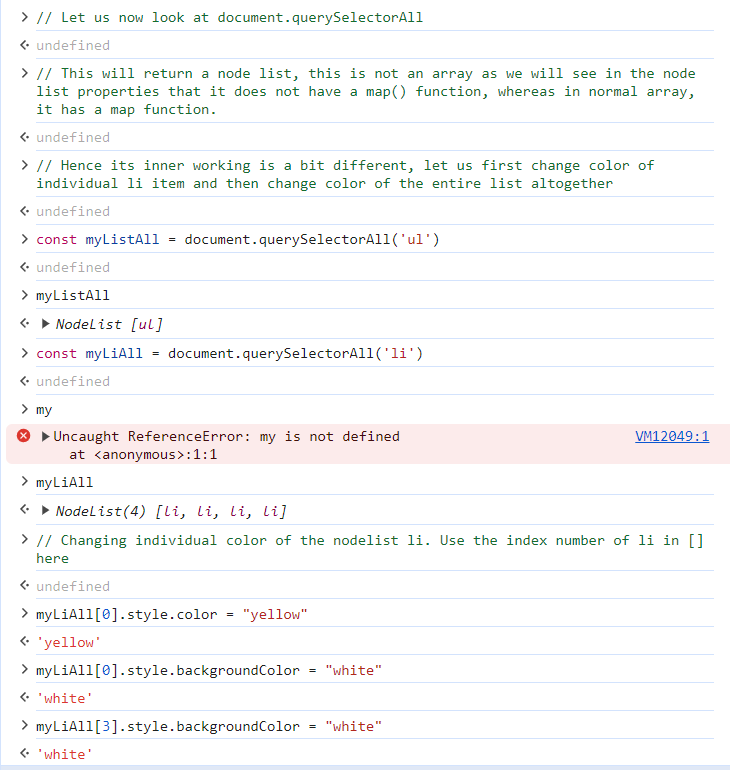 // Let us now look at document.querySelectorAll
undefined
// This will return a node list, this is not an array as we will see in the node
list properties that it does not have a map() function, whereas in normal array,
it has a map function.
undefined
// Hence its inner working is a bit different, let us first change color of
individual li item and then change color of the entire list altogether
undefined
const myListAll = document.querySelectorAll('ul')
undefined
myListAll
NodeList [ul]
const myLiAll = document.querySelectorAll('li')
undefined
my
Uncaught ReferenceError: my is not defined VM12049:1
at <anonymous>:1:1
myLiAll
NodeList(4) [li, li, li, li]
// Changing individual color of the nodelist li. Use the index number of li in []
here
undefined
myLiAll[0].style.color = "yellow"
'yellow'
myLiAll[0].style.backgroundColor = "white"
'white'
myLiAll[3].style.backgroundColor = "white"
'white'